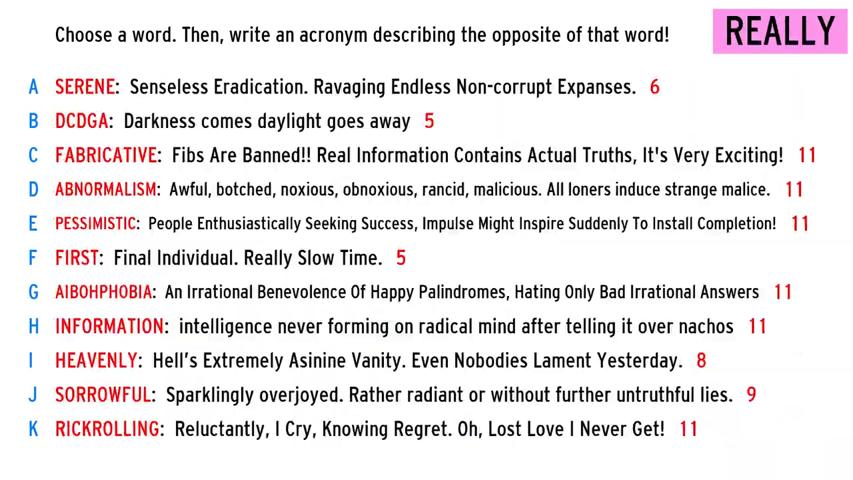 Choose a word. Then, write an acronym describing the opposite of that word!
REALLY
A SERENE: Senseless Eradication. Ravaging Endless Non-corrupt Expanses. 6
B DCDGA: Darkness comes daylight goes away 5
C FABRICATIVE: Fibs Are Banned!! Real Information Contains Actual Truths, It's Very Exciting! 11
D ABNORMALISM: Awful, botched, noxious, obnoxious, rancid, malicious. All loners induce strange malice. 11
E PESSIMISTIC: People Enthusiastically Seeking Success, Impulse Might Inspire Suddenly To Install Completion! 11
F FIRST: Final Individual. Really Slow Time. 5
G AIBOHPHOBIA: An Irrational Benevolence Of Happy Palindromes, Hating Only Bad Irrational Answers 11
H INFORMATION: intelligence never forming on radical mind after telling it over nachos 11
I HEAVENLY: Hell's Extremely Asinine Vanity. Even Nobodies Lament Yesterday. 8
J SORROWFUL: Sparklingly overjoyed. Rather radiant or without further untruthful lies. 9
K RICKROLLING: Reluctantly, I Cry, Knowing Regret. Oh, Lost Love I Never Get! 11